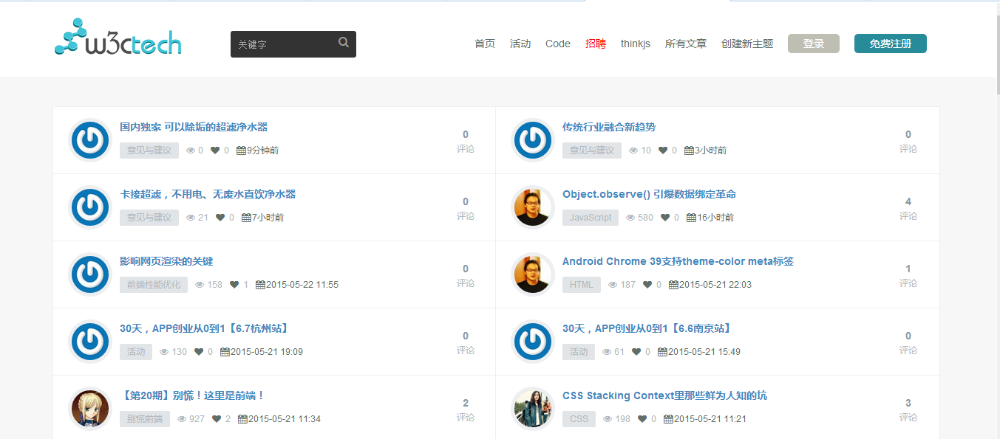 w3ctech
关键字
首页 活动 Code 招聘 thinkjs 所有文章 创建新主题 登录 免费注册
国内独家 可以除垢的超滤净水器
意见与建议 0 0 9分钟前
0
评论
传统行业融合新趋势
意见与建议 10 0 3小时前
0
评论
卡接超滤，不用电、无废水直饮净水器
意见与建议 21 0 7小时前
0
评论
Object.observe() 引爆数据绑定革命
JavaScript 580 0 16小时前
4
评论
影响网页渲染的关键
前端性能优化 158 1 2015-05-22 11:55
0
评论
Android Chrome 39支持theme-color meta标签
HTML 187 0 2015-05-21 22:03
1
评论
30天，APP创业从0到1【6.7杭州站】
活动 130 0 2015-05-21 19:09
0
评论
30天，APP创业从0到1【6.6南京站】
活动 61 0 2015-05-21 15:49
0
评论
【第20期】别慌！这里是前端！
别慌前端 927 2 2015-05-21 11:34
2
评论
CSS Stacking Context里那些鲜为人知的坑
CSS 198 0 2015-05-21 11:21
3
评论